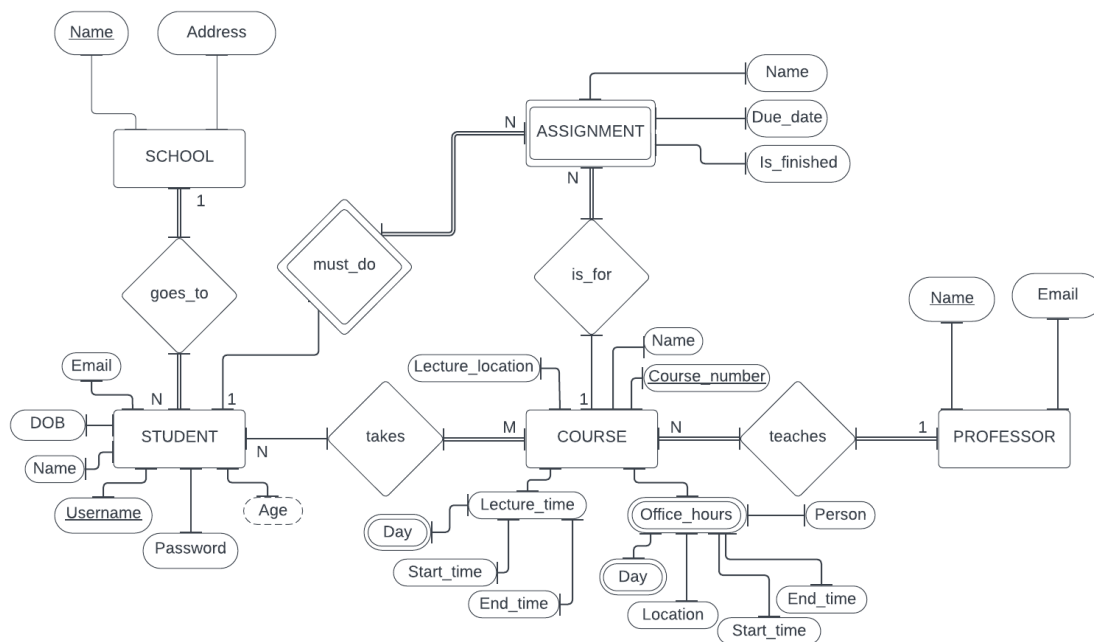 Name
Address
Name
ASSIGNMENT
N
Due_date
SCHOOL
Is_finished
N
1
must_do
is_for
goes_to
Name
Email
Name
Email
Lecture_location
Course_number
N
1
1
DOB
STUDENT
takes
M
COURSE
N
teaches
1
PROFESSOR
N
Name
Username
Age
Lecture_time
Office_hours
Person
Day
Password
Start_time
Day
End_time
Location
End_time
Start_time